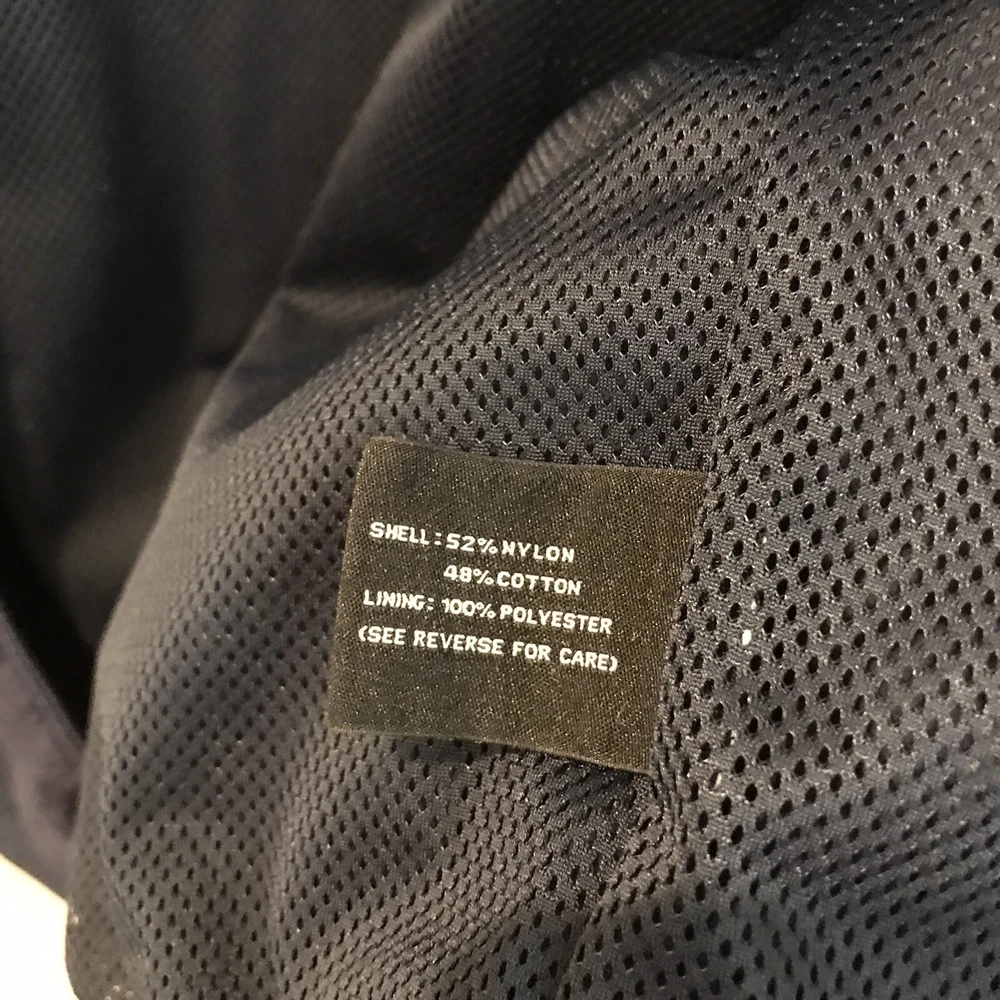 SHELL: 52% NYLON
48% COTTON
LINING: 100% POLYESTER
(SEE REVERSE FOR CARE)